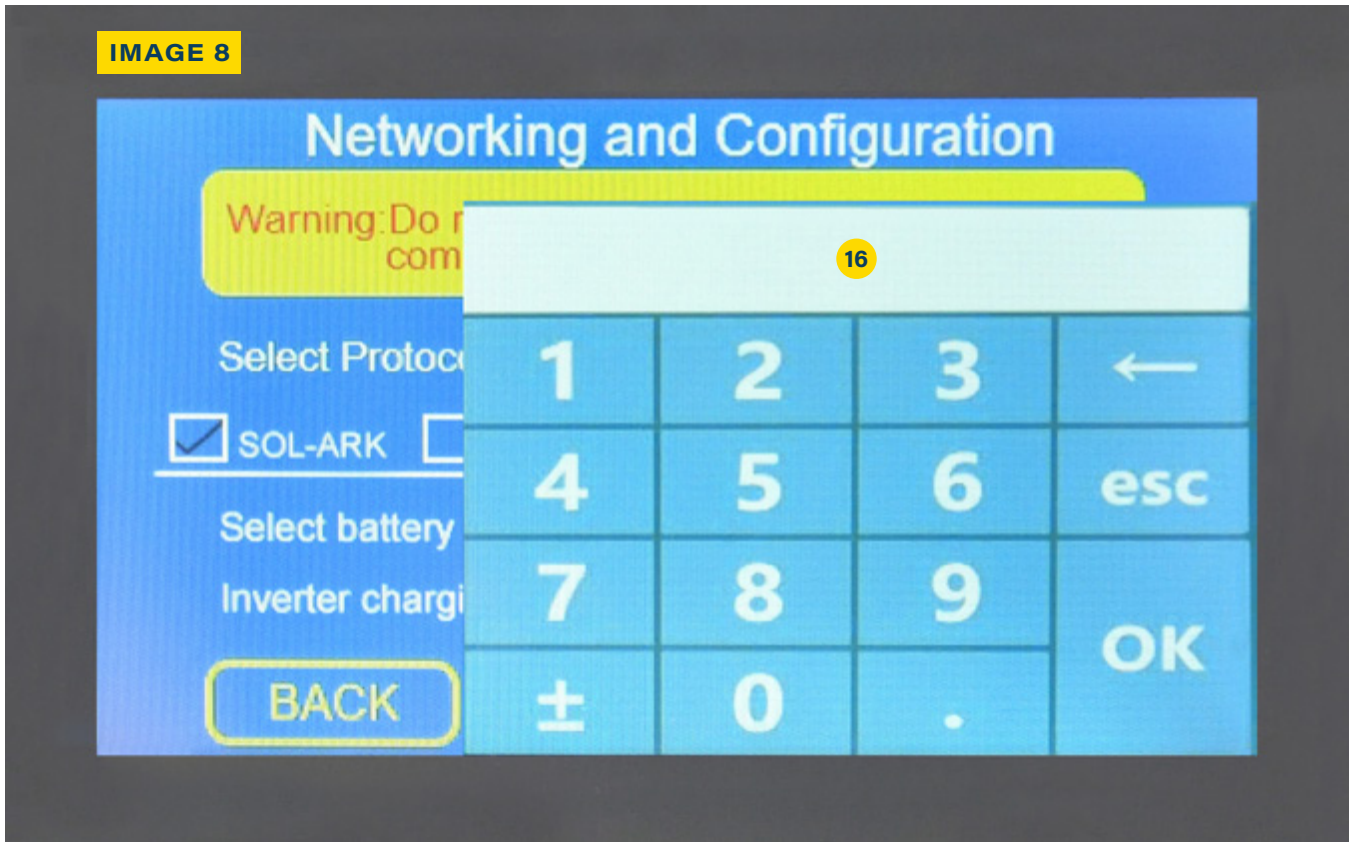 IMAGE 8
Networking and Configuration
Warning:Do
com
Select Protoc
SOL-ARK
Select battery
Inverter chargi
BACK
16
1 2 3 ←
4 5 6 esc
7 8 9
OK
± 0 .